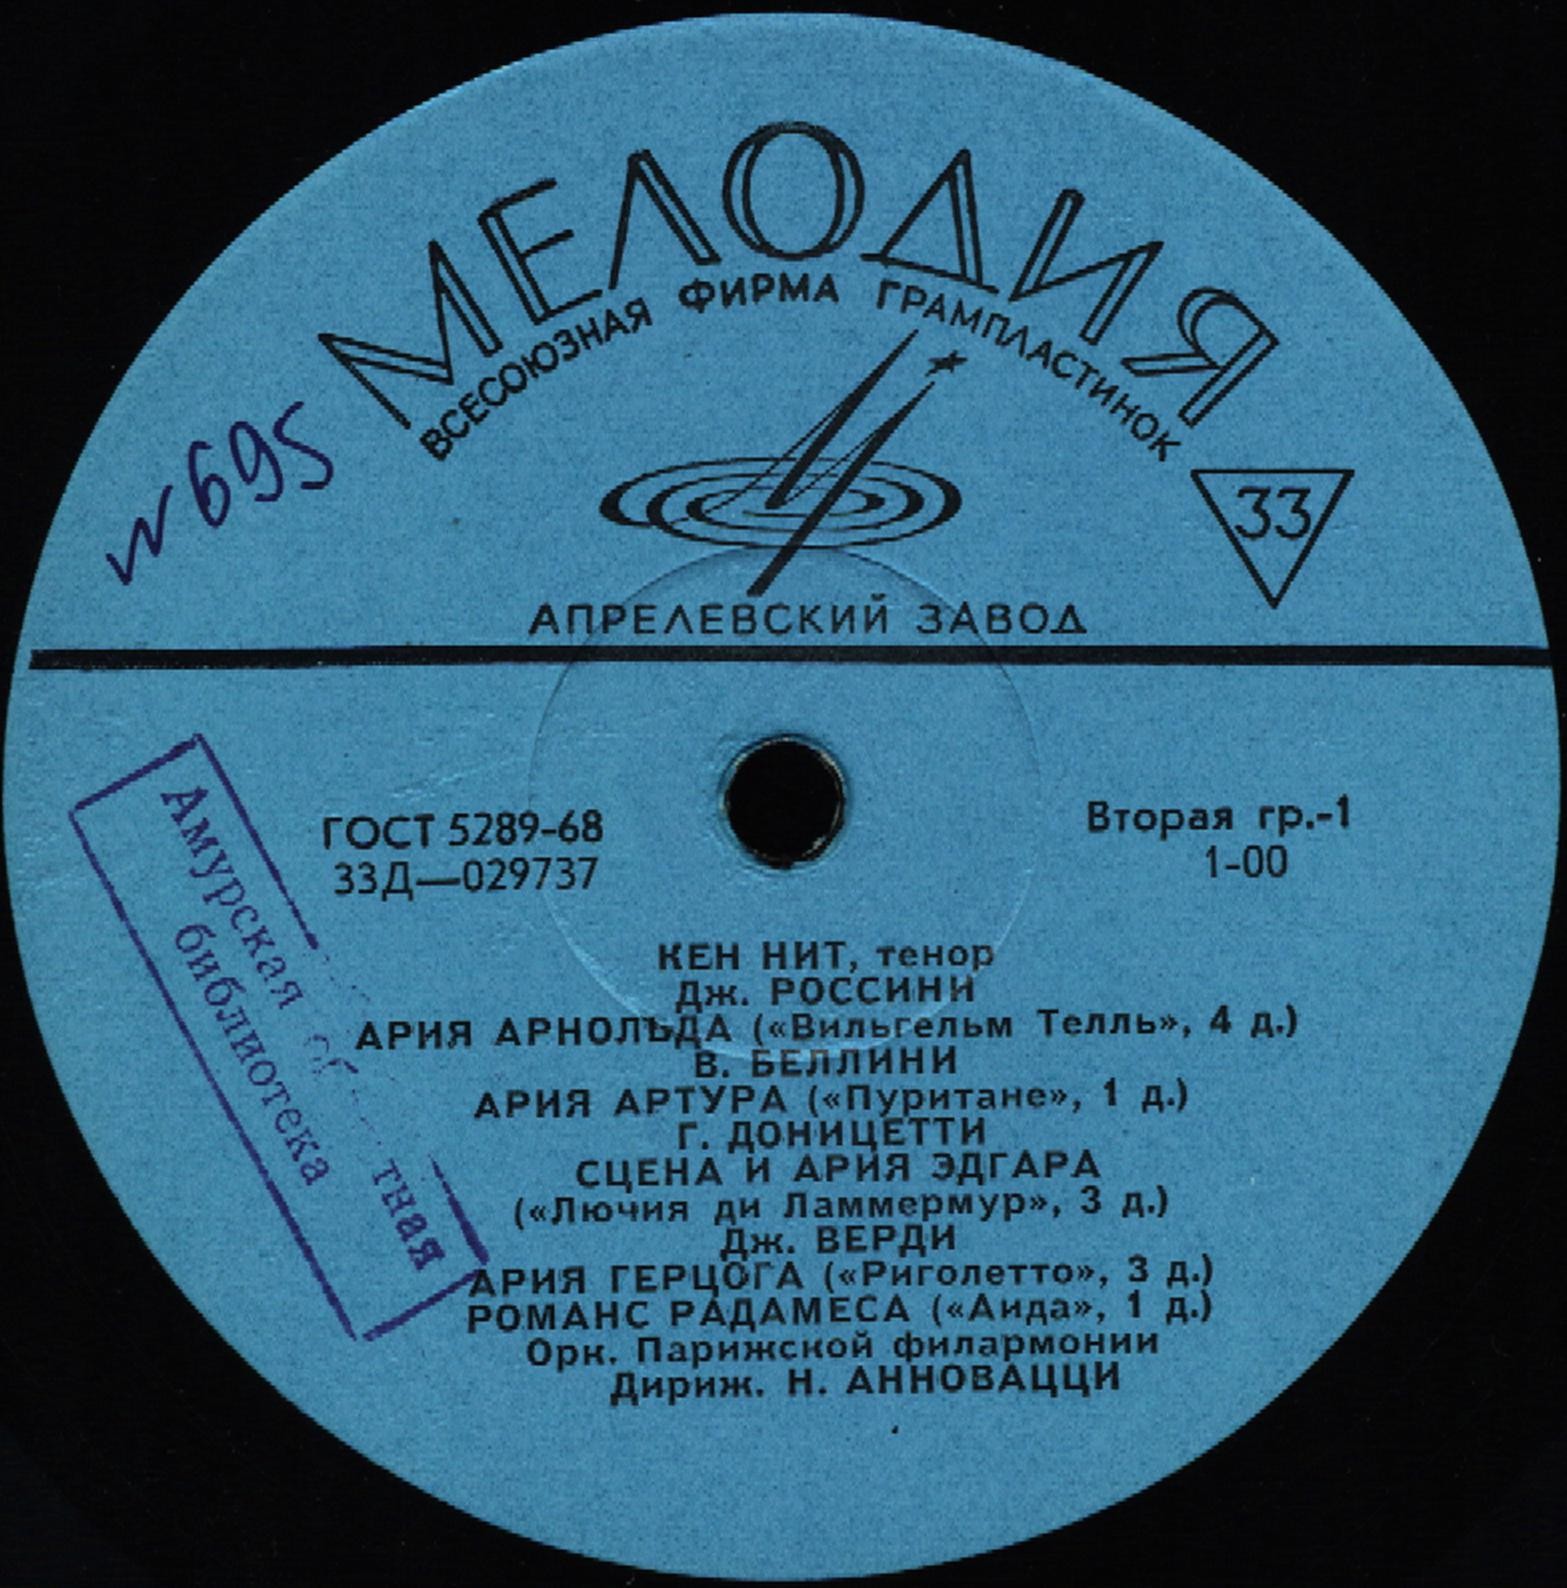 МЕЛОДИЯ
ВСЕСОЮЗНАЯ ФИРМА ГРАМПЛАСТИНОК
№ 695
33
АПРЕЛЕВСКИЙ ЗАВОД
ГОСТ 5289-68
33Д—029737
Вторая гр.-1
1-00
Амурская
библиотека
КЕН НИТ, тенор
Дж. РОССИНИ
АРИЯ АРНОЛЬДА («Вильгельм Телль», 4 д.)
В. БЕЛЛИНИ
АРИЯ АРТУРА («Пуритане», 1 д.)
Г. ДОНИЦЕТТИ
СЦЕНА И АРИЯ ЭДГАРА
(«Лючия ди Ламмермур», 3 д.)
Дж. ВЕРДИ
АРИЯ ГЕРЦОГА («Риголетто», 3 д.)
РОМАНС РАДАМЕСА («Аида», 1 д.)
Орк. Парижской филармонии
Дириж. Н. АННОВАЦЦИ